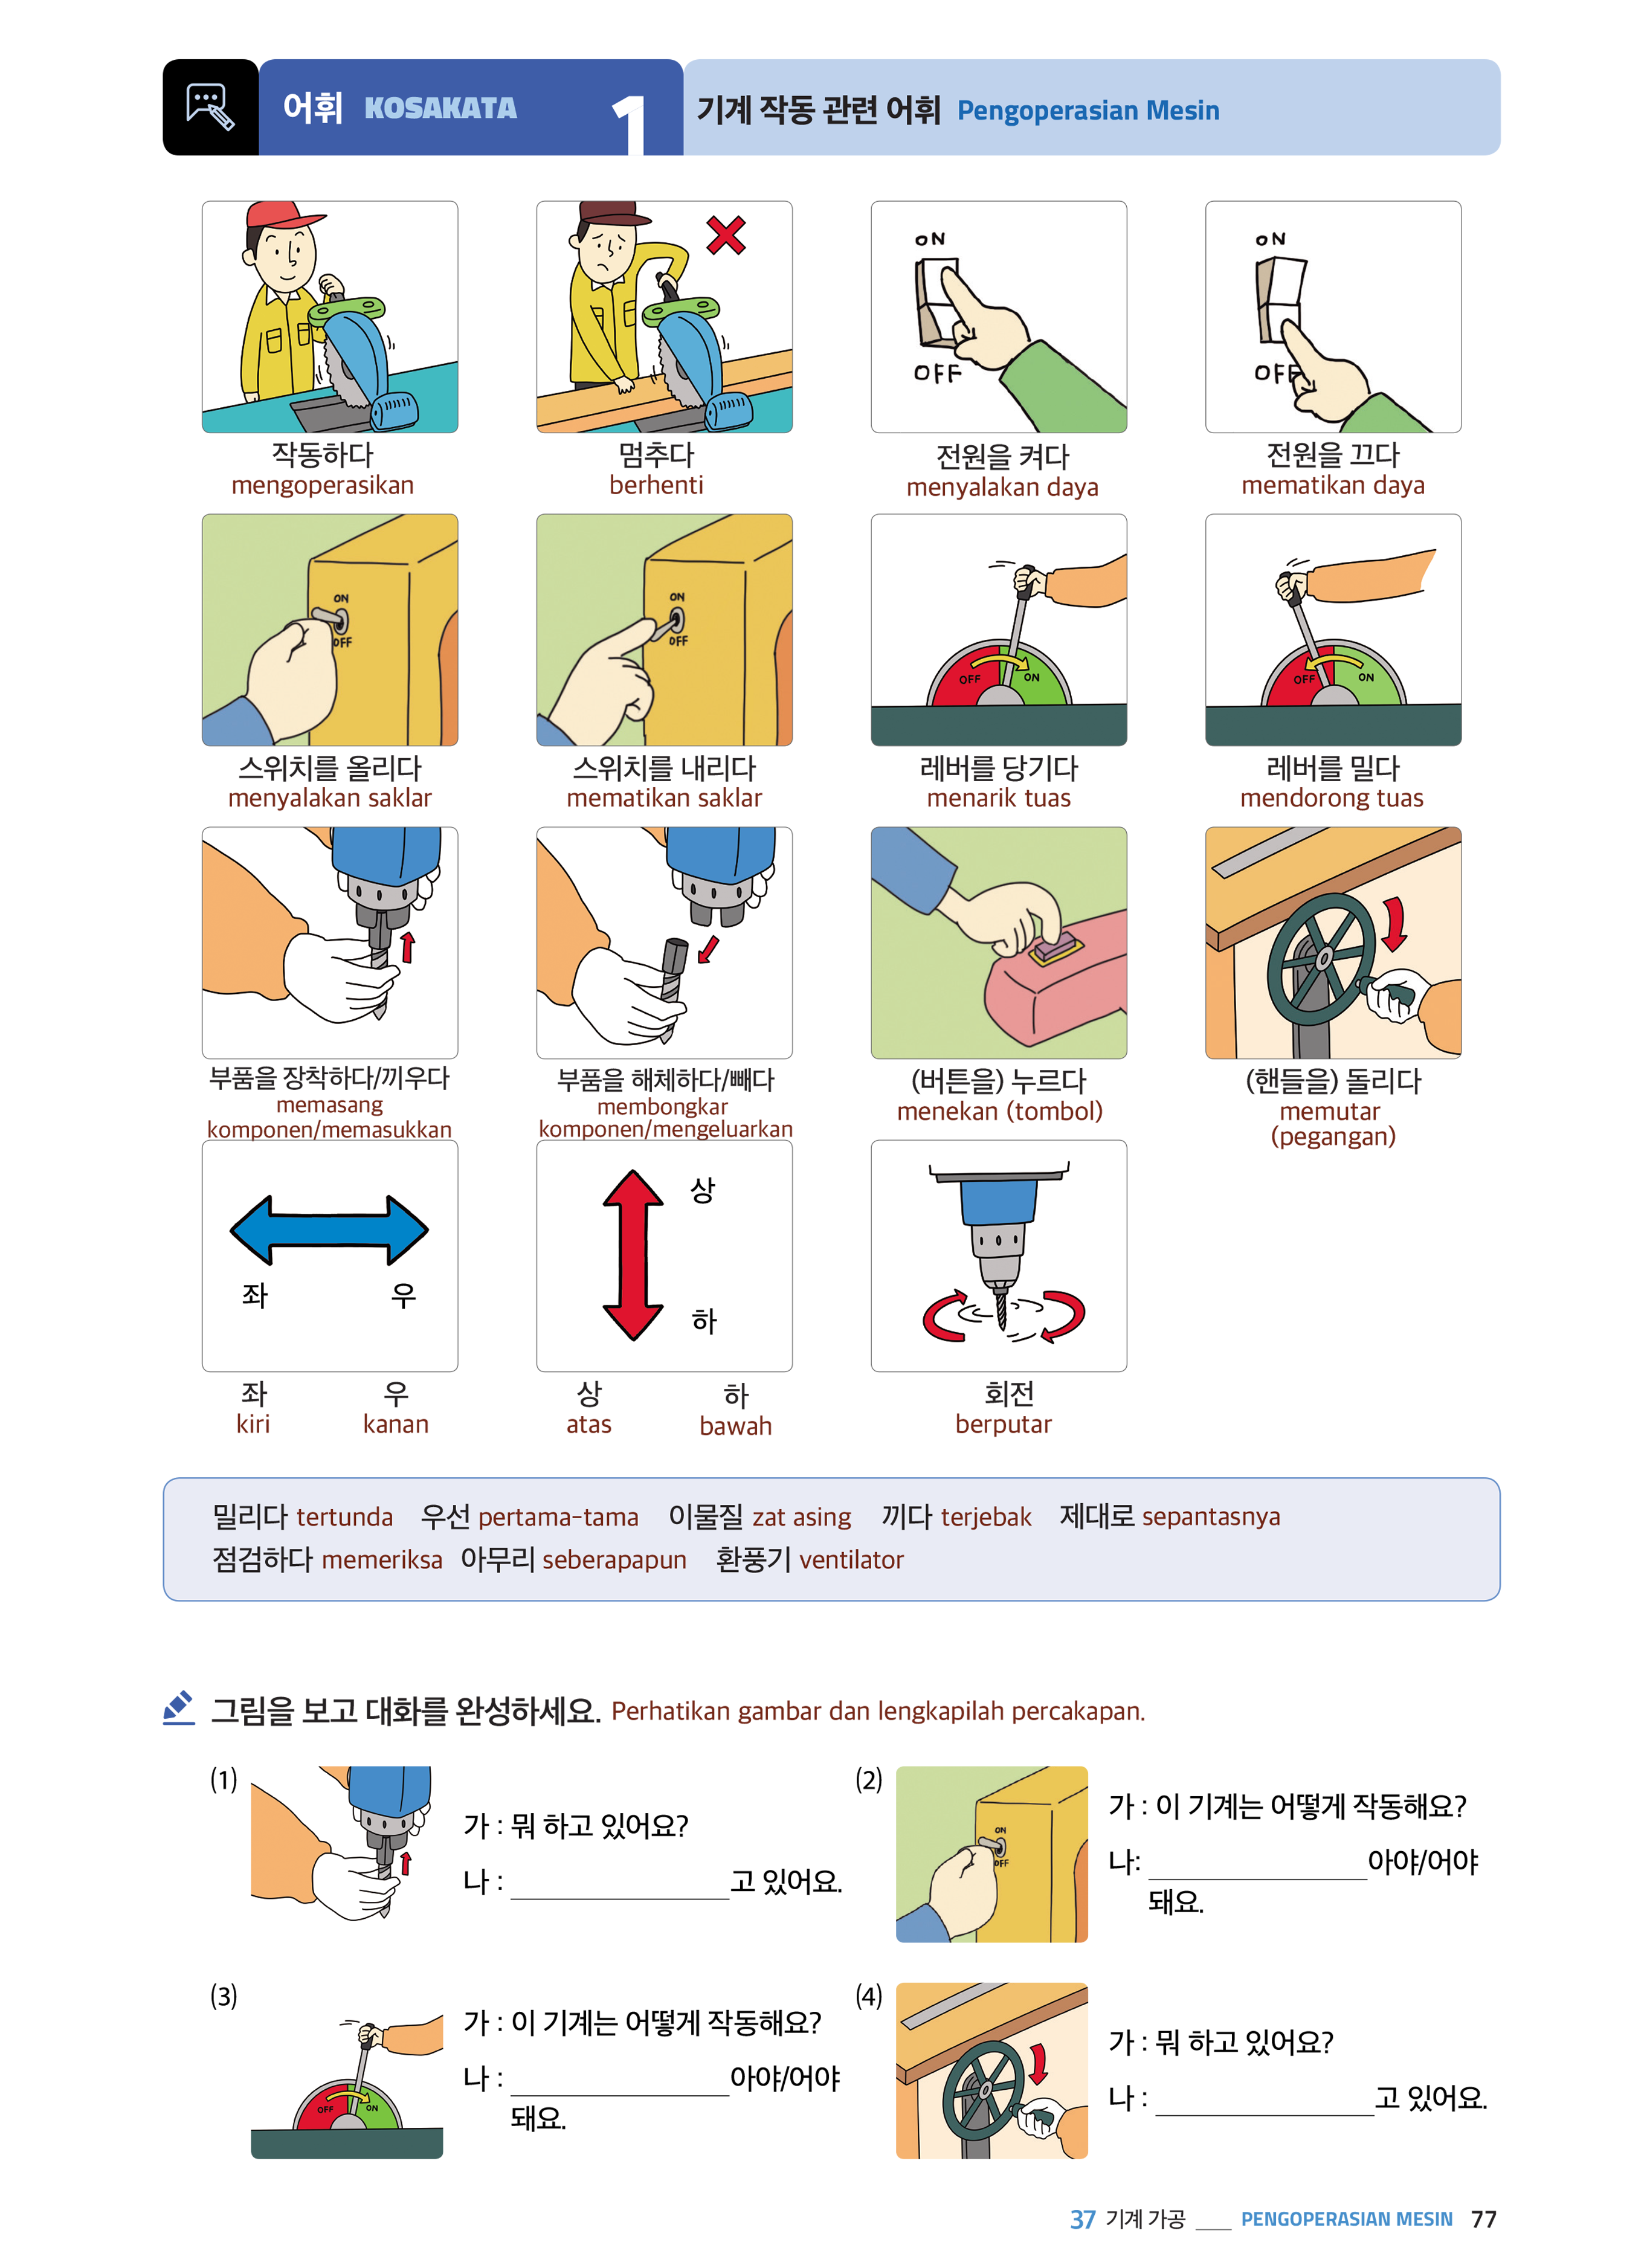 어휘 KOSAKATA 1 기계 작동 관련 어휘 Pengoperasian Mesin
ON
OFF
ON
OFF
작동하다
mengoperasikan
멈추다
berhenti
전원을 켜다
menyalakan daya
전원을 끄다
mematikan daya
ON
OFF
ON
OFF
OFF ON
OFF ON
스위치를 올리다
menyalakan saklar
스위치를 내리다
mematikan saklar
레버를 당기다
menarik tuas
레버를 밀다
mendorong tuas
부품을 장착하다/끼우다
memasang
komponen/memasukkan
부품을 해체하다/빼다
membongkar
komponen/mengeluarkan
(버튼을) 누르다
menekan (tombol)
(핸들을) 돌리다
memutar
(pegangan)
좌 우
상
하
좌 우
kiri kanan
상 하
atas bawah
회전
berputar
밀리다 tertunda 우선 pertama-tama 이물질 zat asing 끼다 terjebak 제대로 sepantasnya
점검하다 memeriksa 아무리 seberapapun 환풍기 ventilator
그림을 보고 대화를 완성하세요. Perhatikan gambar dan lengkapilah percakapan.
(1)
가 : 뭐 하고 있어요?
나 : ________________고 있어요.
(2)
ON
OFF
가 : 이 기계는 어떻게 작동해요?
나: ________________아야/어야
돼요.
(3)
OFF ON
가 : 이 기계는 어떻게 작동해요?
나 : ________________아야/어야
돼요.
(4)
가 : 뭐 하고 있어요?
나 : ________________고 있어요.
37 기계 가공 ___ PENGOPERASIAN MESIN 77